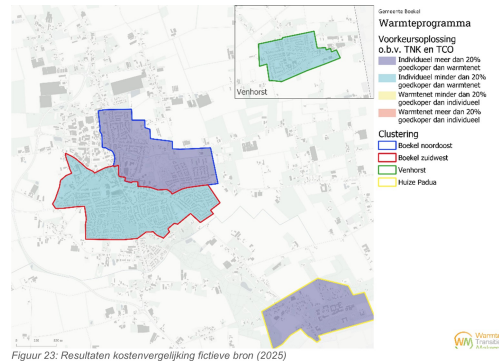 Gemeente Boekel
Warmteprogramma
Voorkeursoplossing
o.b.v. TNK en TCO
Individueel meer dan 20%
goedkoper dan warmtenet
Individueel minder dan 20%
goedkoper dan warmtenet
Warmtenet minder dan 20%
goedkoper dan individueel
Warmtenet meer dan 20%
goedkoper dan individueel
Clustering
Boekel noordoost
Boekel zuidwest
Venhorst
Huize Padua
Venhorst
WM
Figuur 23: Resultaten kostenvergelijking fictieve bron (2025)